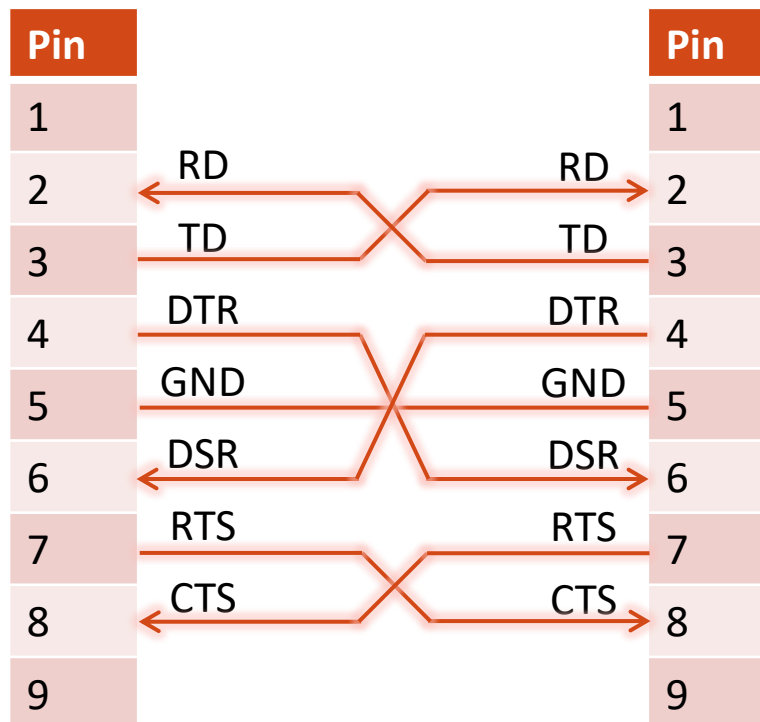 Pin Pin
1 1
RD RD
2 2
TD TD
3 3
DTR DTR
4 4
GND GND
5 5
DSR DSR
6 6
RTS RTS
7 7
CTS CTS
8 8
9 9